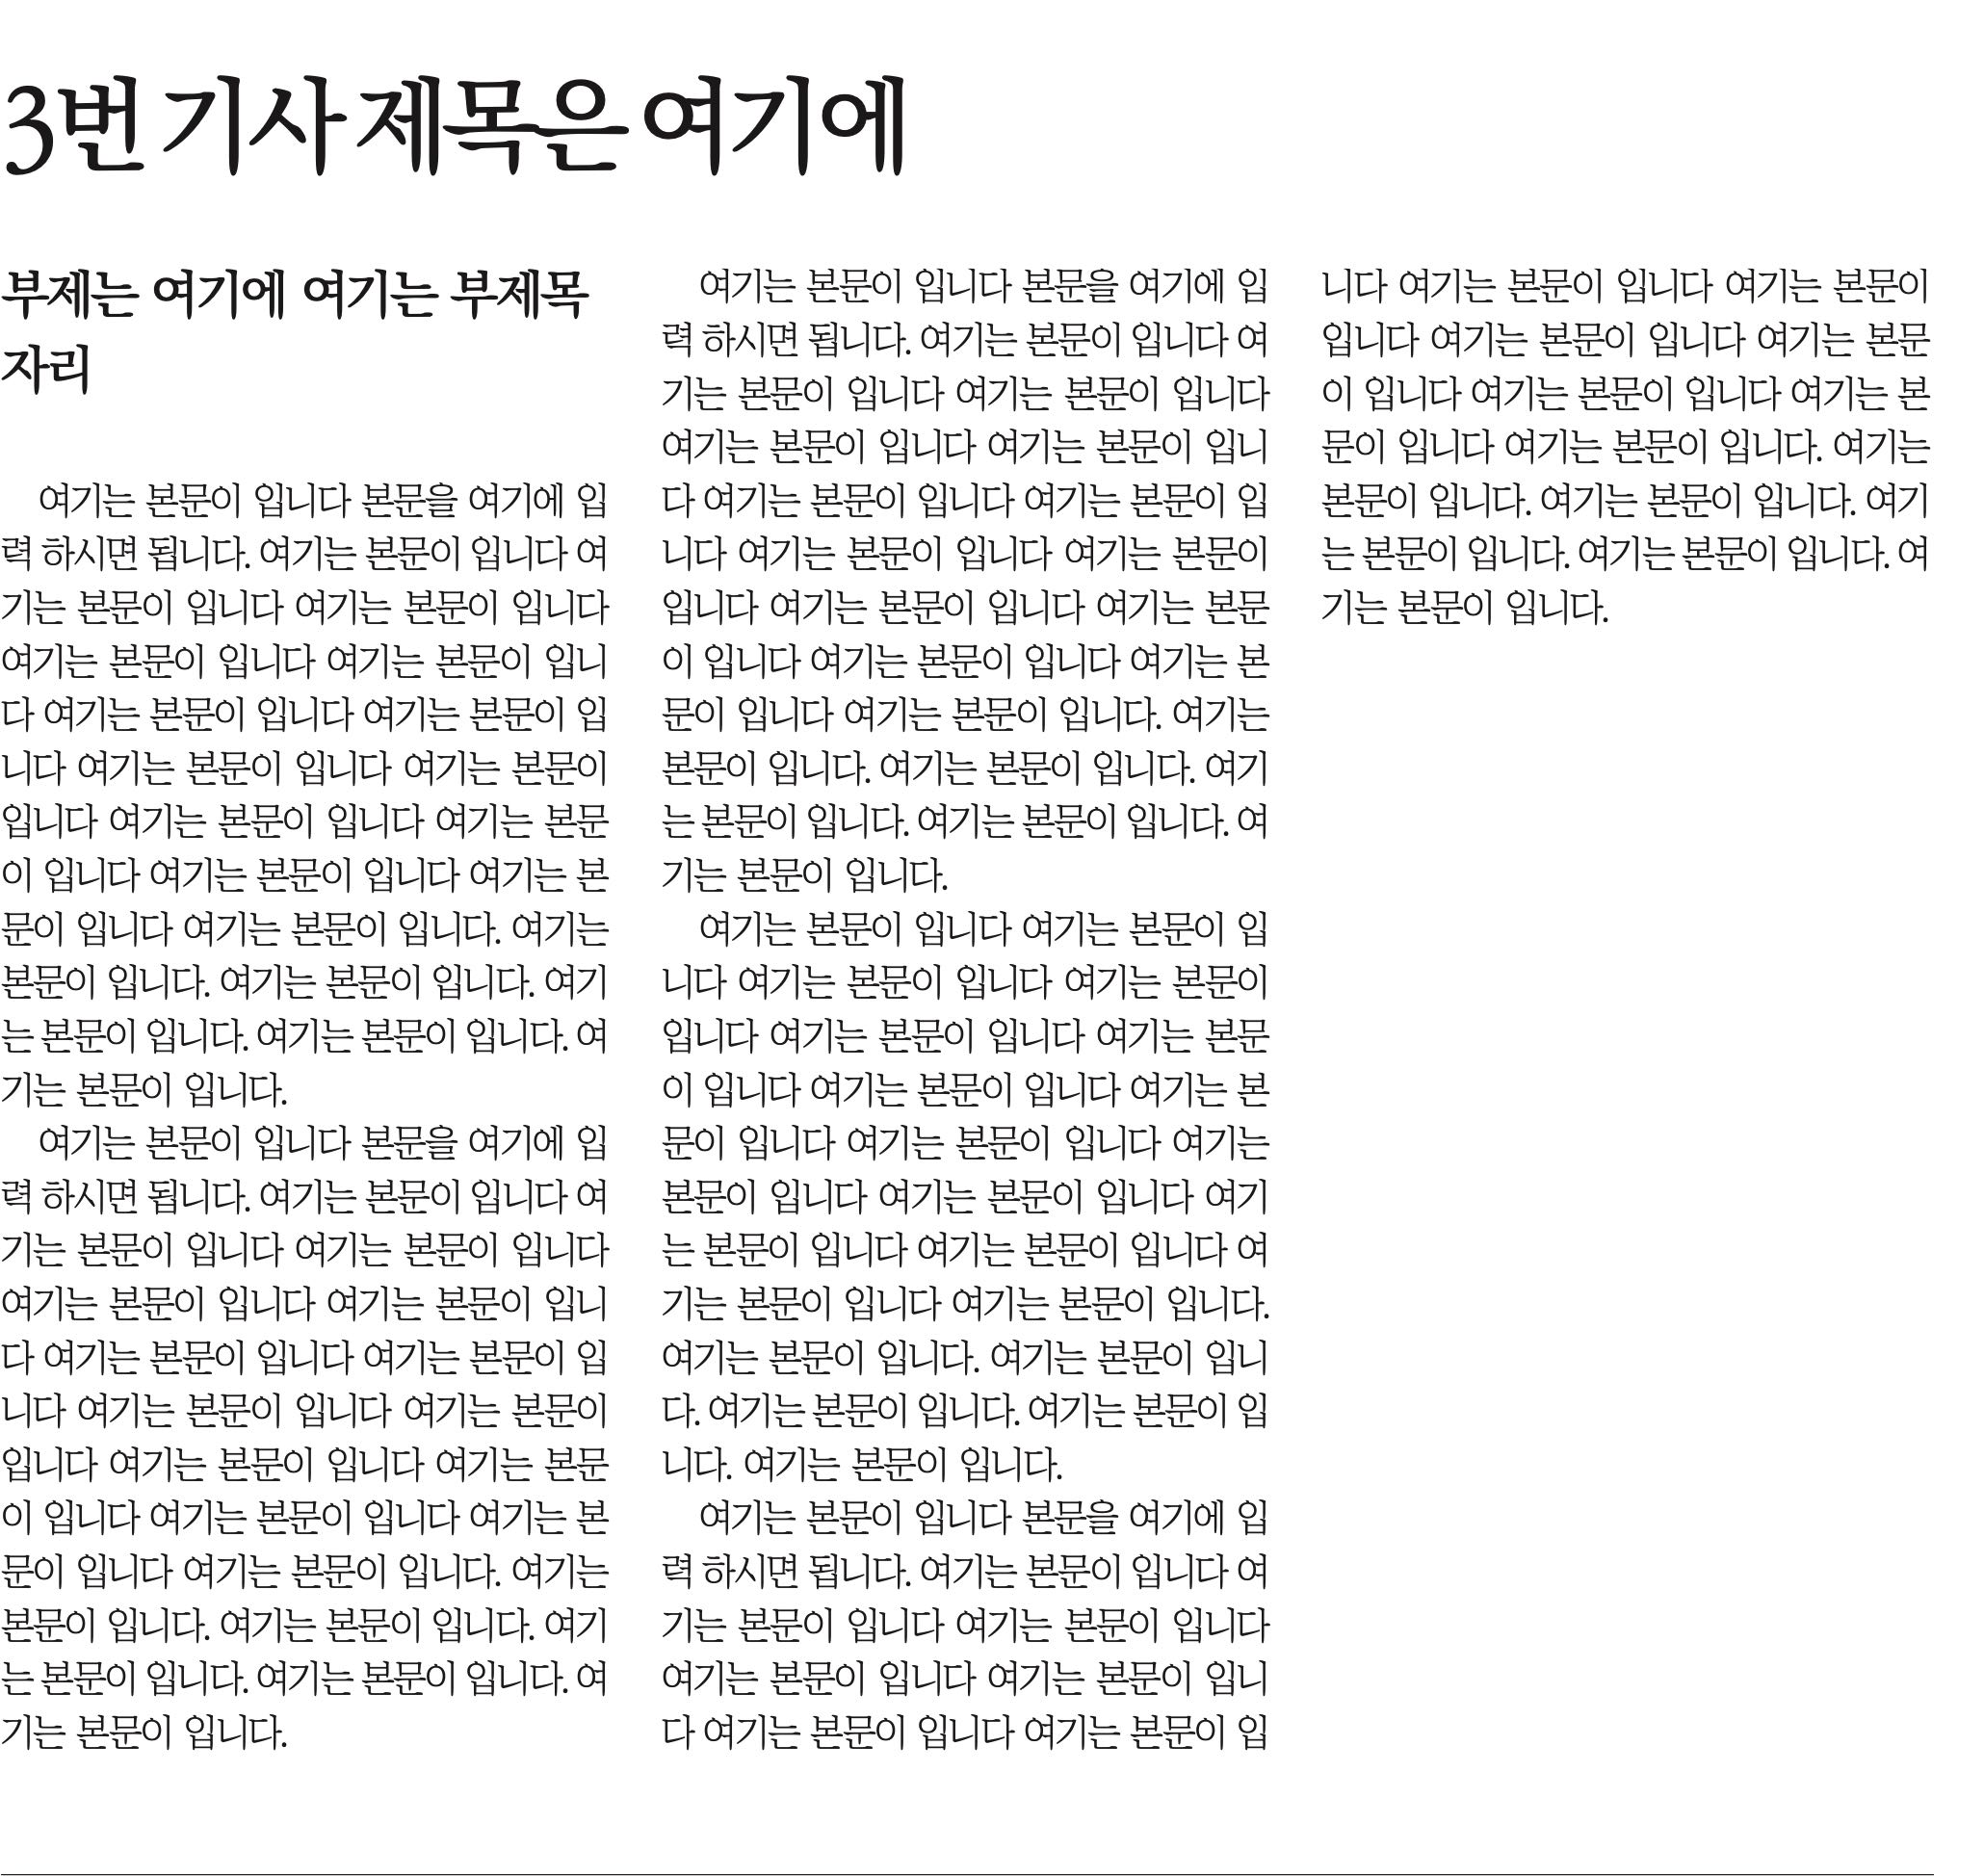 3번 기사 제목은 여기에
부제는 여기에 여기는 부제목
자리
여기는 본문이 입니다 본문을 여기에 입
력 하시면 됩니다. 여기는 본문이 입니다 여
기는 본문이 입니다 여기는 본문이 입니다
여기는 본문이 입니다 여기는 본문이 입니
다 여기는 본문이 입니다 여기는 본문이 입
니다 여기는 본문이 입니다 여기는 본문이
입니다 여기는 본문이 입니다 여기는 본문
이 입니다 여기는 본문이 입니다 여기는 본
문이 입니다 여기는 본문이 입니다. 여기는
본문이 입니다. 여기는 본문이 입니다. 여기
는 본문이 입니다. 여기는 본문이 입니다. 여
기는 본문이 입니다.
여기는 본문이 입니다 본문을 여기에 입
력 하시면 됩니다. 여기는 본문이 입니다 여
기는 본문이 입니다 여기는 본문이 입니다
여기는 본문이 입니다 여기는 본문이 입니
다 여기는 본문이 입니다 여기는 본문이 입
니다 여기는 본문이 입니다 여기는 본문이
입니다 여기는 본문이 입니다 여기는 본문
이 입니다 여기는 본문이 입니다 여기는 본
문이 입니다 여기는 본문이 입니다. 여기는
본문이 입니다. 여기는 본문이 입니다. 여기
는 본문이 입니다. 여기는 본문이 입니다. 여
기는 본문이 입니다.
여기는 본문이 입니다 본문을 여기에 입
력 하시면 됩니다. 여기는 본문이 입니다 여
기는 본문이 입니다 여기는 본문이 입니다
여기는 본문이 입니다 여기는 본문이 입니
다 여기는 본문이 입니다 여기는 본문이 입
니다 여기는 본문이 입니다 여기는 본문이
입니다 여기는 본문이 입니다 여기는 본문
이 입니다 여기는 본문이 입니다 여기는 본
문이 입니다 여기는 본문이 입니다. 여기는
본문이 입니다. 여기는 본문이 입니다. 여기
는 본문이 입니다. 여기는 본문이 입니다. 여
기는 본문이 입니다.
여기는 본문이 입니다 여기는 본문이 입
니다 여기는 본문이 입니다 여기는 본문이
입니다 여기는 본문이 입니다 여기는 본문
이 입니다 여기는 본문이 입니다 여기는 본
문이 입니다 여기는 본문이 입니다 여기는
본문이 입니다 여기는 본문이 입니다 여기
는 본문이 입니다 여기는 본문이 입니다 여
기는 본문이 입니다 여기는 본문이 입니다.
여기는 본문이 입니다. 여기는 본문이 입니
다. 여기는 본문이 입니다. 여기는 본문이 입
니다. 여기는 본문이 입니다.
여기는 본문이 입니다 본문을 여기에 입
력 하시면 됩니다. 여기는 본문이 입니다 여
기는 본문이 입니다 여기는 본문이 입니다
여기는 본문이 입니다 여기는 본문이 입니
다 여기는 본문이 입니다 여기는 본문이 입
니다 여기는 본문이 입니다 여기는 본문이
입니다 여기는 본문이 입니다 여기는 본문
이 입니다 여기는 본문이 입니다 여기는 본
문이 입니다 여기는 본문이 입니다. 여기는
본문이 입니다. 여기는 본문이 입니다. 여기
는 본문이 입니다. 여기는 본문이 입니다. 여
기는 본문이 입니다.